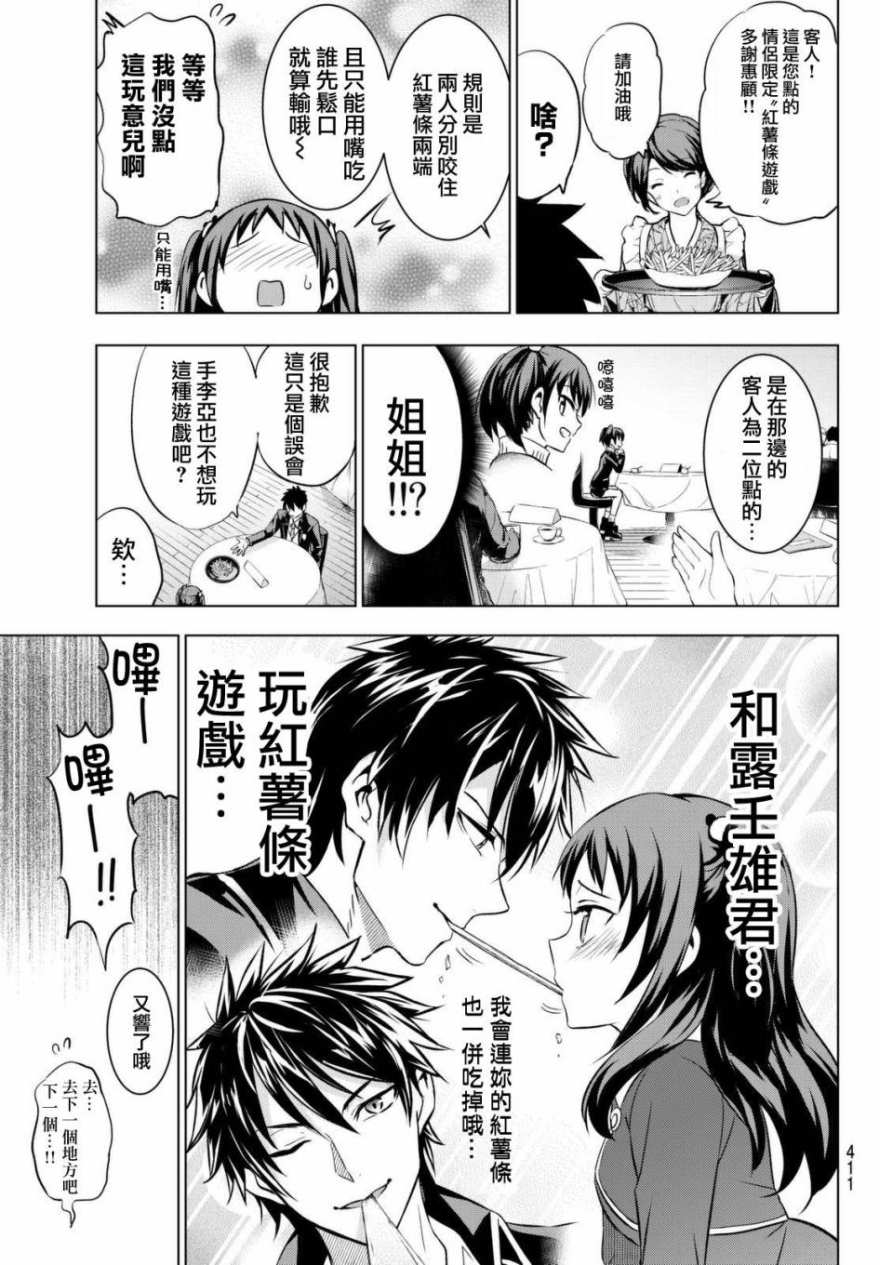 客人！
這是您點的
情侶限定〝紅薯條遊戲〞
多謝惠顧!!
請加油哦
啥？
規則是
兩人分別咬住
紅薯條兩端
且只能用嘴吃
誰先鬆口
就算輸哦～
等等
我們沒點
這玩意兒啊
只能用嘴…
是在那邊的
客人為二位點的…
噫嘻嘻
姐姐!!?
很抱歉
這只是個誤會
手李亞也不想玩
這種遊戲吧？
欸…
和露壬雄君…
玩紅薯條
遊戲…
我會連妳的紅薯條
也一併吃掉哦…
嗶—
嗶—!!
又響了哦
去…
去下一個地方吧
下一個…!!
411